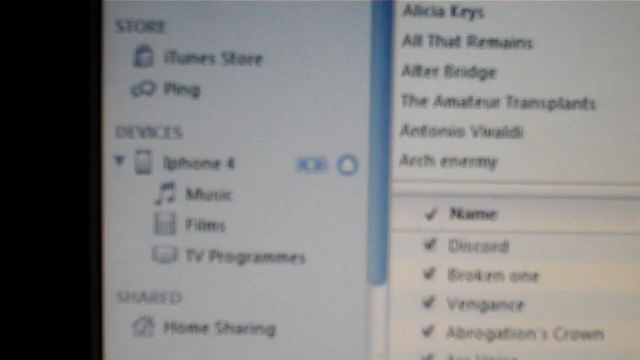 STORE
iTunes Store
Ping
DEVICES
Iphone 4
Music
Films
TV Programmes
SHARED
Home Sharing
Alicia Keys
All That Remains
Alter Bridge
The Amateur Transplants
Antonio Vivaldi
Arch enermy
Name
Discord
Broken one
Vengance
Abrogation's Crown